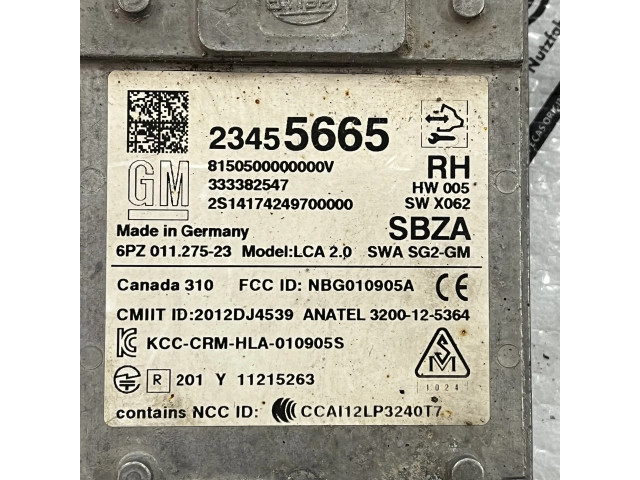 23455665
GM
8150500000000V
333382547
2S14174249700000
RH
HW 005
SW X062
Made in Germany
SBZA
6PZ 011.275-23 Model:LCA 2.0 SWA SG2-GM
Canada 310 FCC ID: NBG010905A CE
CMIIT ID:2012DJ4539 ANATEL 3200-12-5364
KCC-CRM-HLA-010905S
SM
1024
R 201 Y 11215263
contains NCC ID: CCAI12LP3240T7